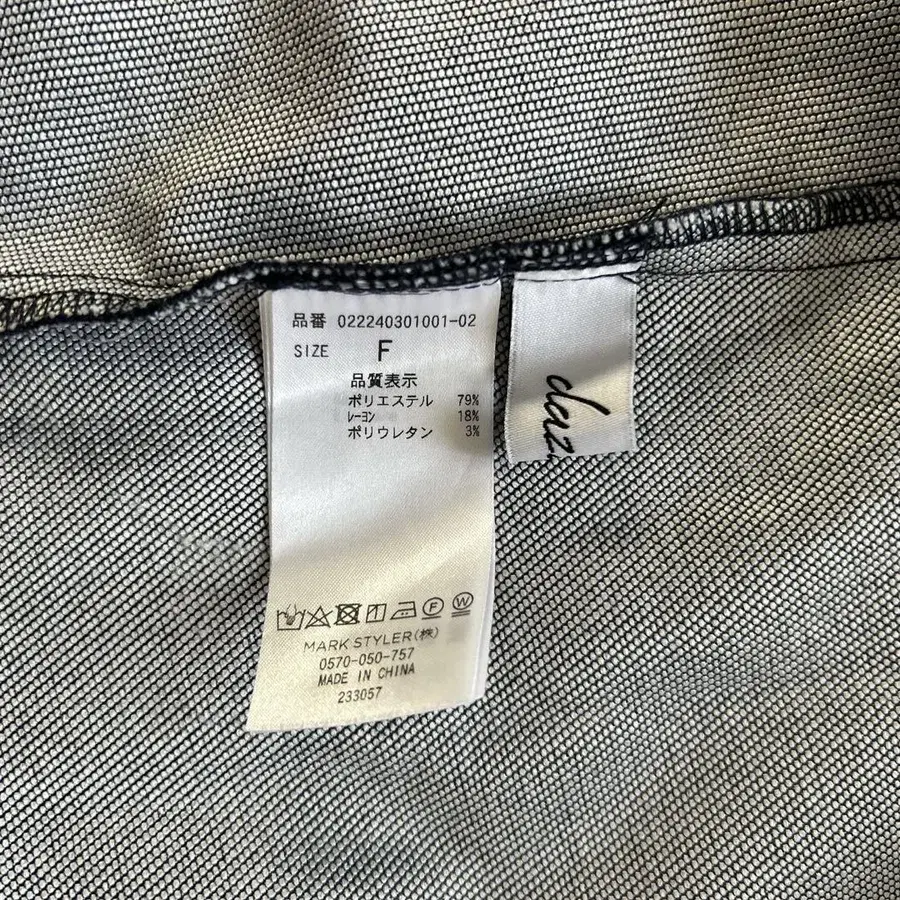 品番 022240301001-02
SIZE F
品質表示
ポリエステル 79%
レーヨン 18%
ポリウレタン 3%
F W
MARK STYLER(株)
0570-050-757
MADE IN CHINA
233057
daz